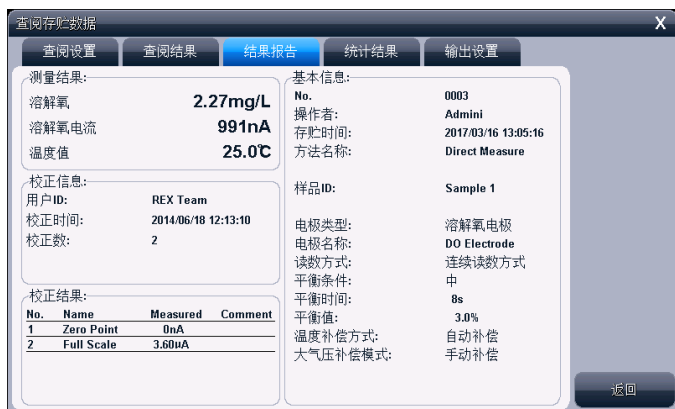 查阅存贮数据 X
查阅设置 查阅结果 结果报告 统计结果 输出设置
测量结果:
溶解氧 2.27mg/L
溶解氧电流 991nA
温度值 25.0℃
校正信息:
用户ID: REX Team
校正时间: 2014/06/18 12:13:10
校正数: 2
校正结果:
No. Name Measured Comment
1 Zero Point 0nA
2 Full Scale 3.60μA
基本信息:
No. 0003
操作者: Admini
存贮时间: 2017/03/16 13:05:16
方法名称: Direct Measure
样品ID: Sample 1
电极类型: 溶解氧电极
电极名称: DO Electrode
读数方式: 连续读数方式
平衡条件: 中
平衡时间: 8s
平衡值: 3.0%
温度补偿方式: 自动补偿
大气压补偿模式: 手动补偿
返回